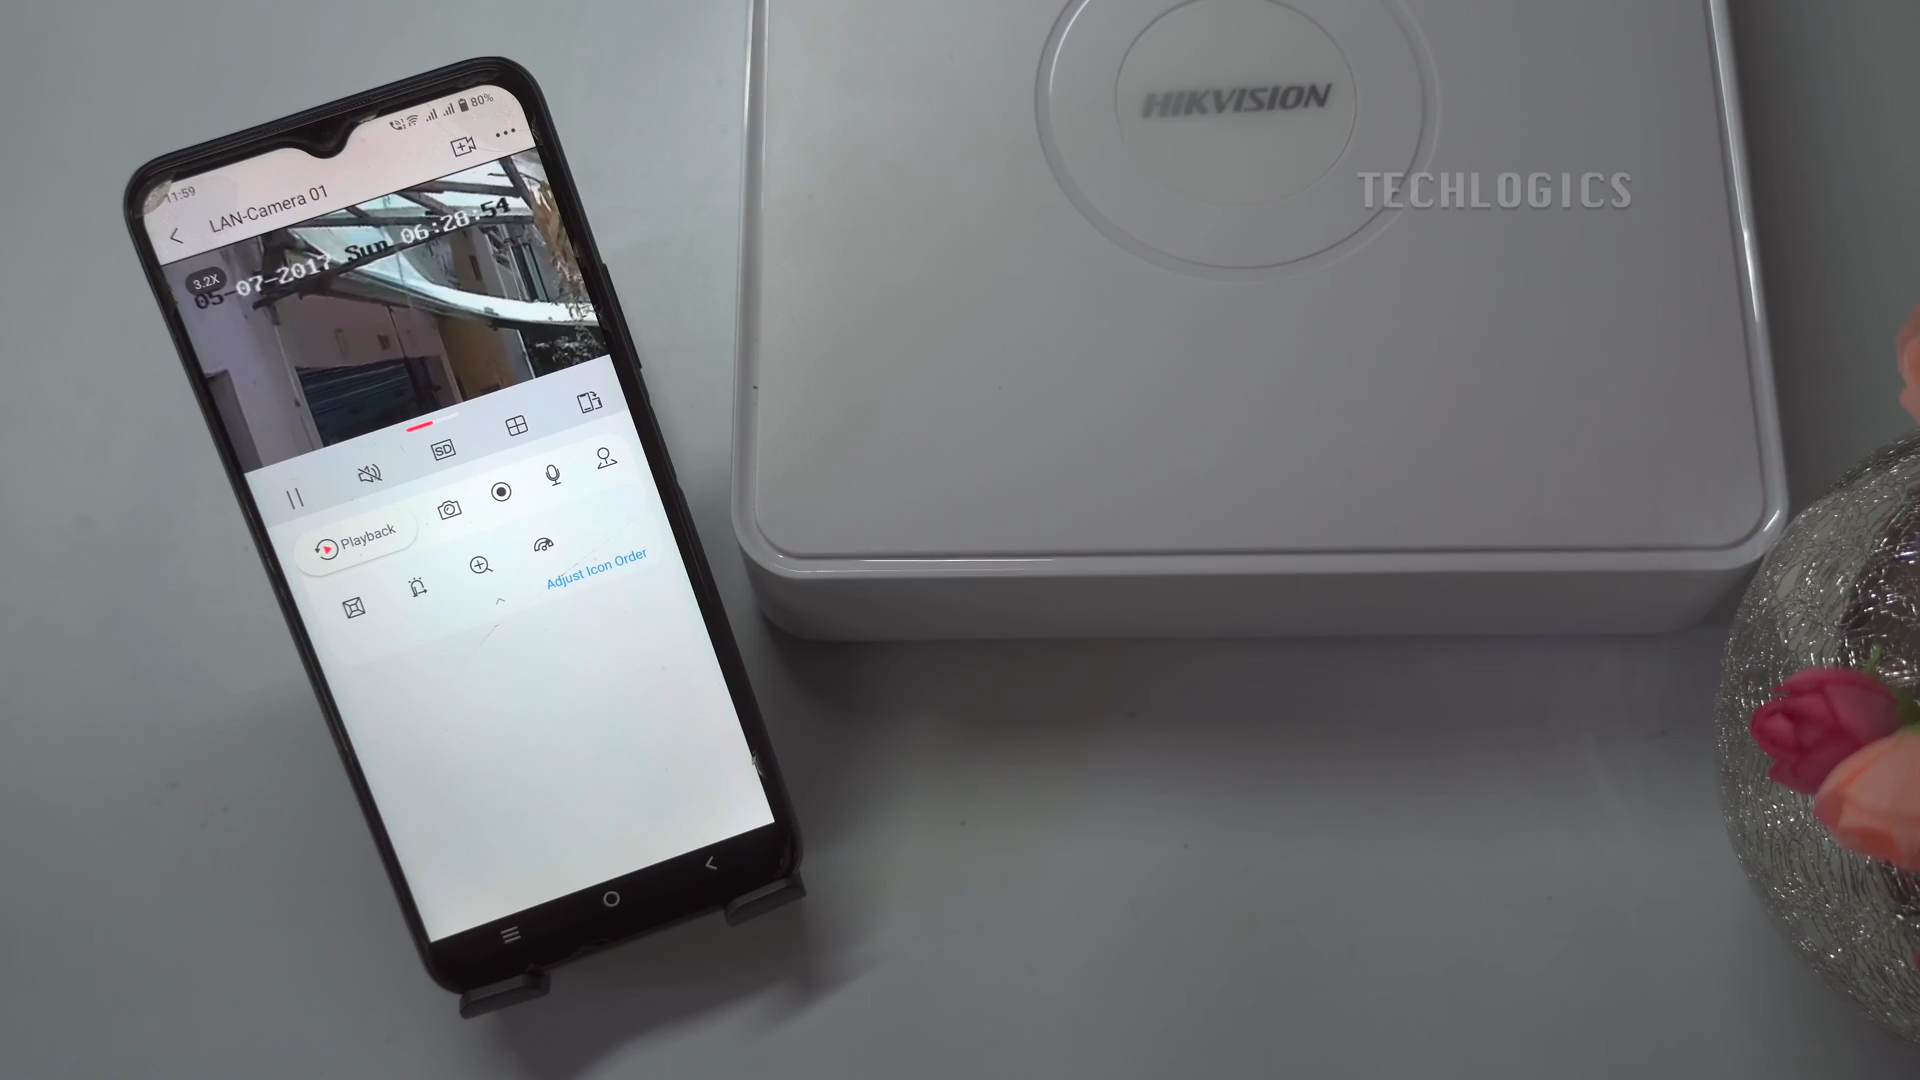 11:59
80%
LAN-Camera 01
3.2X
05-07-2017 Sun 06:28:54
SD
Playback
Adjust Icon Order
HIKVISION
TECHLOGICS